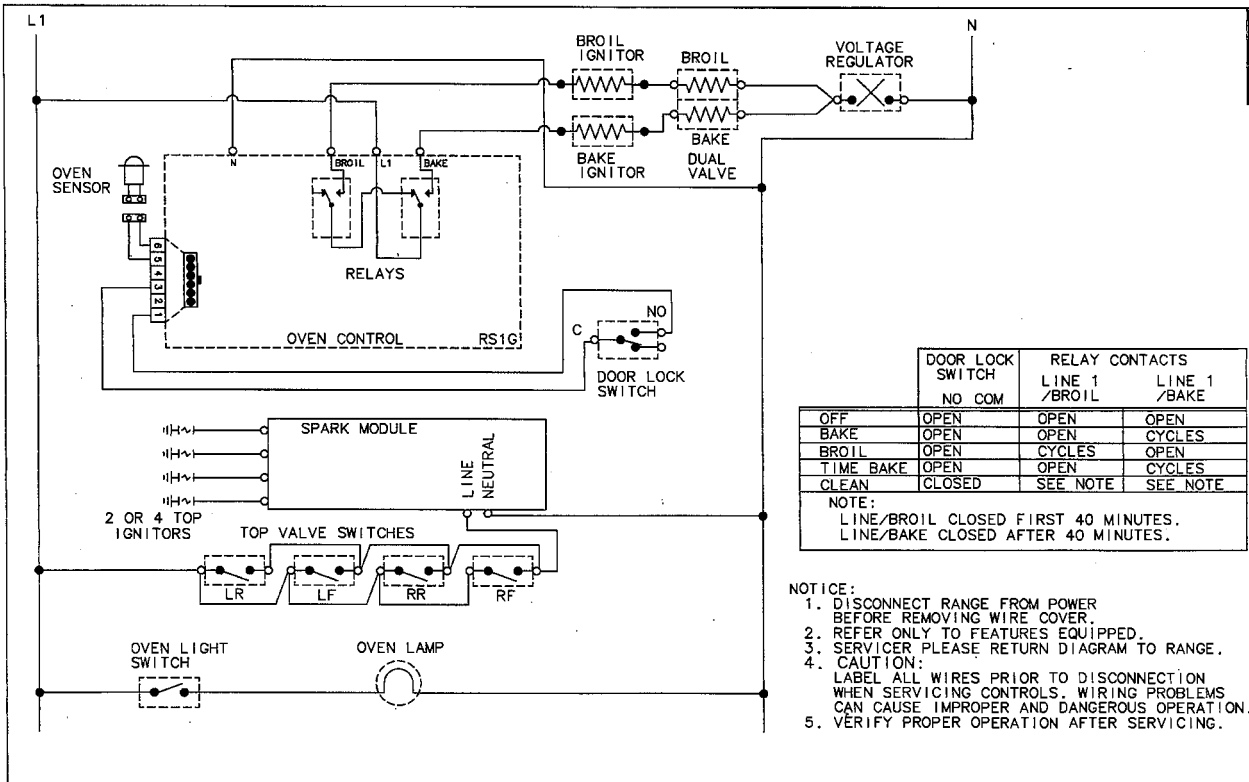 L1
N
BROIL
IGNITOR
BROIL
VOLTAGE
REGULATOR
BAKE
IGNITOR
BAKE
DUAL
VALVE
OVEN
SENSOR
N
BROIL
L1
BAKE
6
5
4
3
2
1
RELAYS
OVEN CONTROL
RS1G
C
NO
DOOR LOCK
SWITCH
SPARK MODULE
LINE
NEUTRAL
2 OR 4 TOP
IGNITORS
TOP VALVE SWITCHES
LR
LF
RR
RF
OVEN LIGHT
SWITCH
OVEN LAMP
DOOR LOCK SWITCH NO COM
RELAY CONTACTS
LINE 1 /BROIL
LINE 1 /BAKE
OFF OPEN OPEN OPEN
BAKE OPEN OPEN CYCLES
BROIL OPEN CYCLES OPEN
TIME BAKE OPEN OPEN CYCLES
CLEAN CLOSED SEE NOTE SEE NOTE
NOTE:
LINE/BROIL CLOSED FIRST 40 MINUTES.
LINE/BAKE CLOSED AFTER 40 MINUTES.
NOTICE:
1. DISCONNECT RANGE FROM POWER
BEFORE REMOVING WIRE COVER.
2. REFER ONLY TO FEATURES EQUIPPED.
3. SERVICER PLEASE RETURN DIAGRAM TO RANGE.
4. CAUTION:
LABEL ALL WIRES PRIOR TO DISCONNECTION
WHEN SERVICING CONTROLS. WIRING PROBLEMS
CAN CAUSE IMPROPER AND DANGEROUS OPERATION.
5. VERIFY PROPER OPERATION AFTER SERVICING.